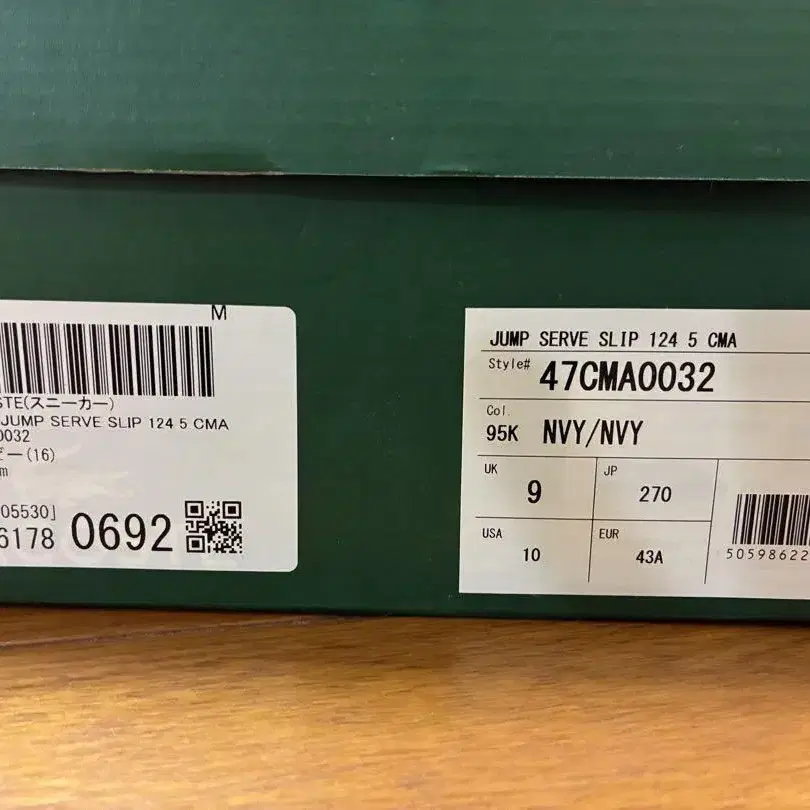 M
STE(スニーカー)
JUMP SERVE SLIP 124 5 CMA
0032
ビー(16)
m
05530」
6178 0692
JUMP SERVE SLIP 124 5 CMA
Style# 47CMA0032
Col.
95K NVY/NVY
UK 9 JP 270
USA 10 EUR 43A
50598622